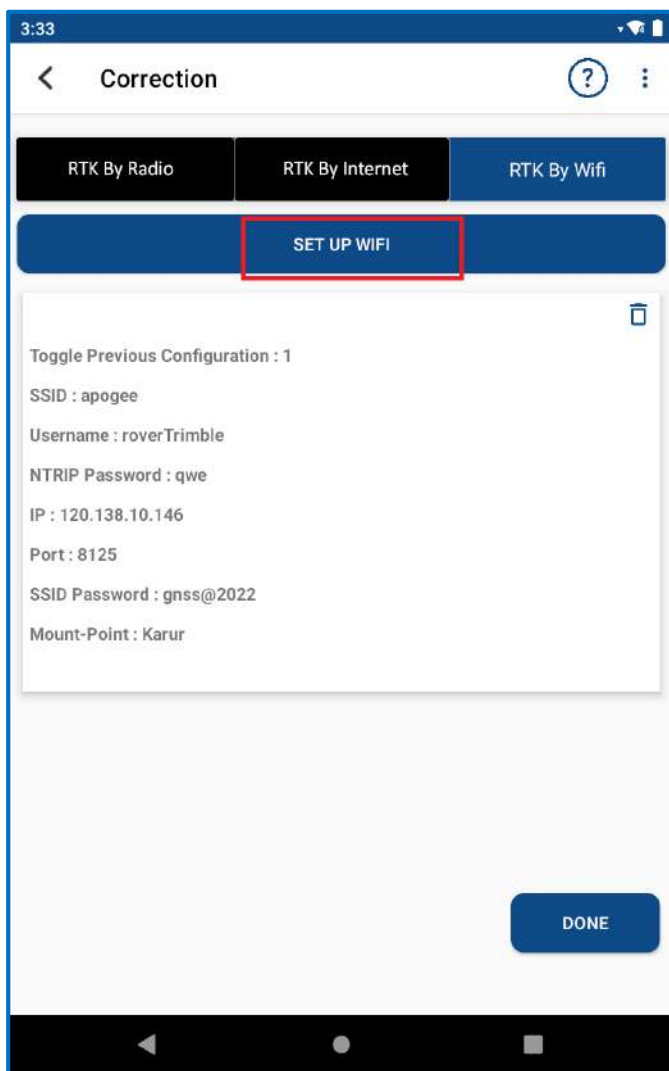 3:33
Correction
?
RTK By Radio
RTK By Internet
RTK By Wifi
SET UP WIFI
Toggle Previous Configuration : 1
SSID : apogee
Username : roverTrimble
NTRIP Password : qwe
IP : 120.138.10.146
Port : 8125
SSID Password : gnss@2022
Mount-Point : Karur
DONE